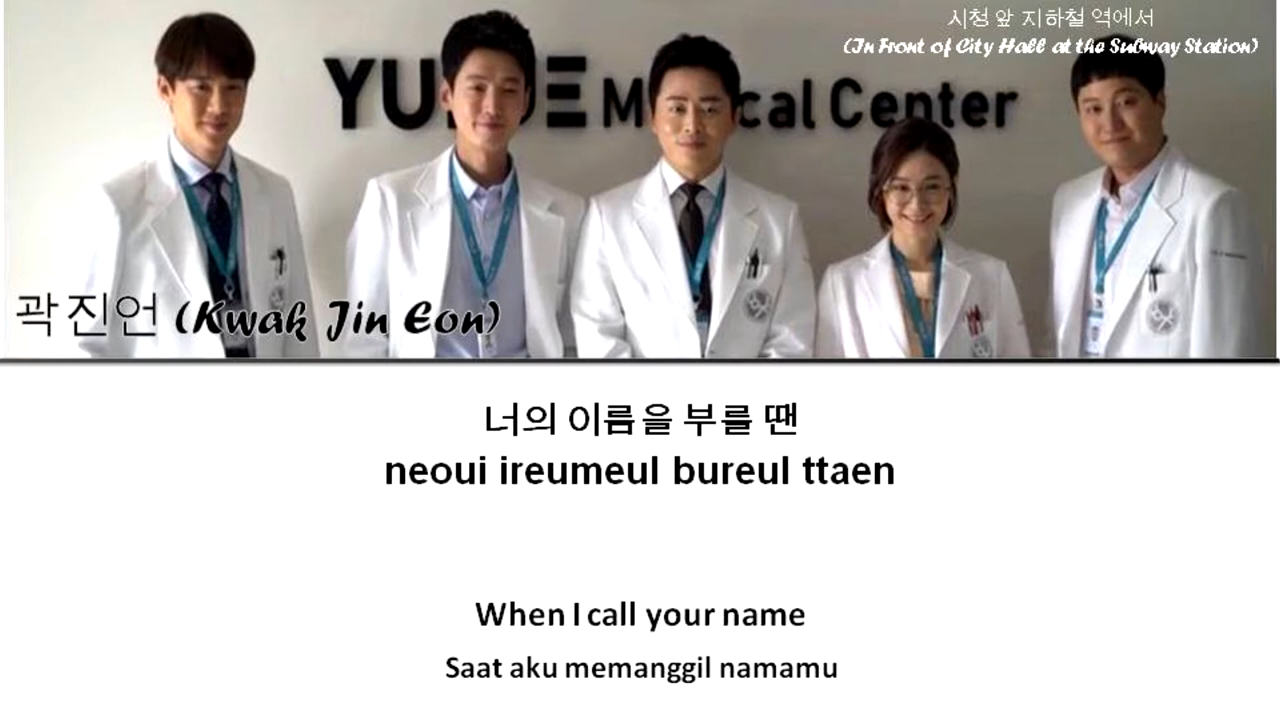 시청 앞 지하철 역에서
(In Front of City Hall at the Subway Station)
YU E M cal Center
곽진언 (Kwak Jin Eon)
너의 이름을 부를 땐
neoui ireumeul bureul ttaen
When I call your name
Saat aku memanggil namamu